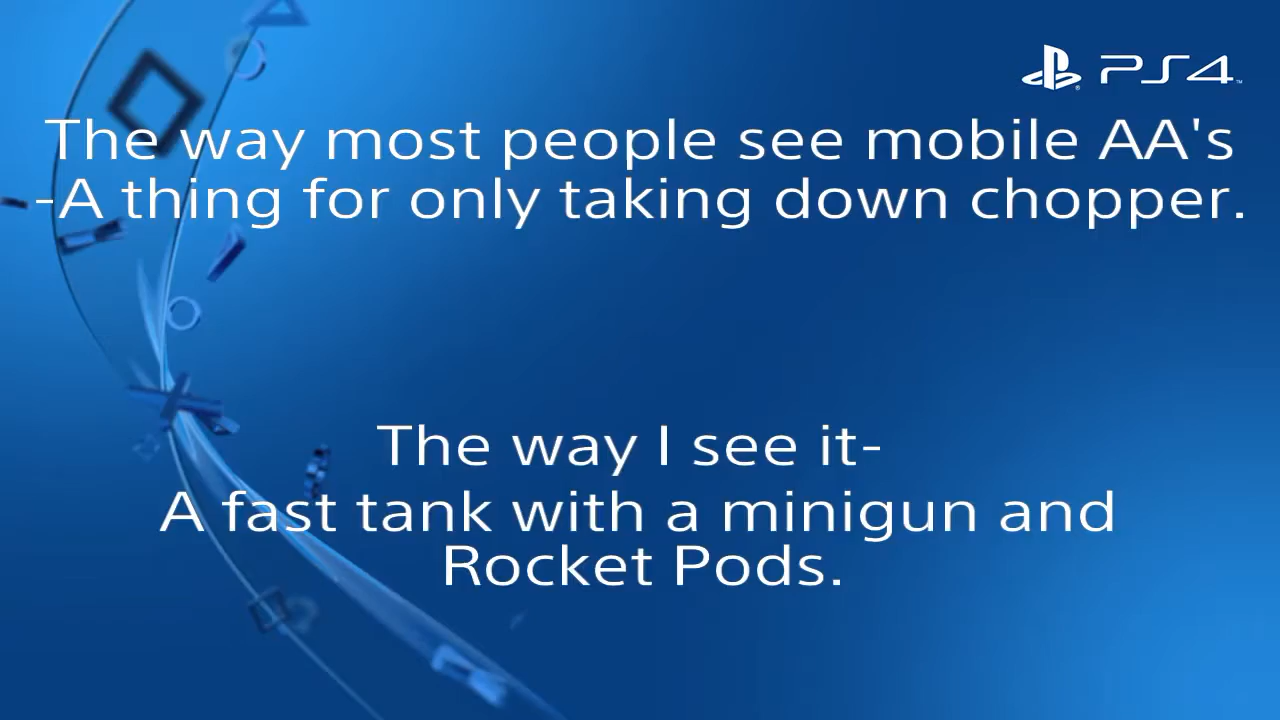 PS4
The way most people see mobile AA's
-A thing for only taking down chopper.
The way I see it-
A fast tank with a minigun and
Rocket Pods.